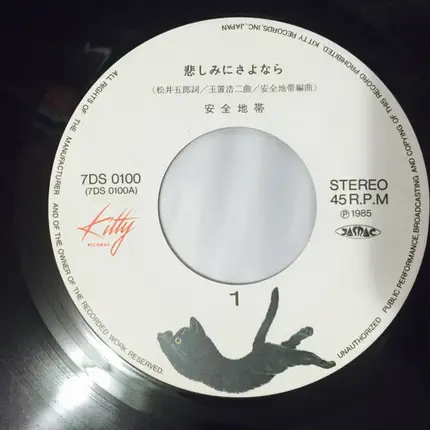 悲しみにさよなら
(松井五郎詞/玉置浩二曲/安全地帯編曲)
安全地帯
7DS 0100
(7DS 0100A)
STEREO
45 R.P.M
Ⓟ1985
Kitty
RECORDS
JASRAC
1
ALL RIGHTS OF THE MANUFACTURER AND OF THE OWNER OF THE RECORDED WORK RESERVED.
UNAUTHORIZED PUBLIC PERFORMANCE, BROADCASTING AND COPYING OF THIS RECORD PROHIBITED. KITTY RECORDS, INC., JAPAN